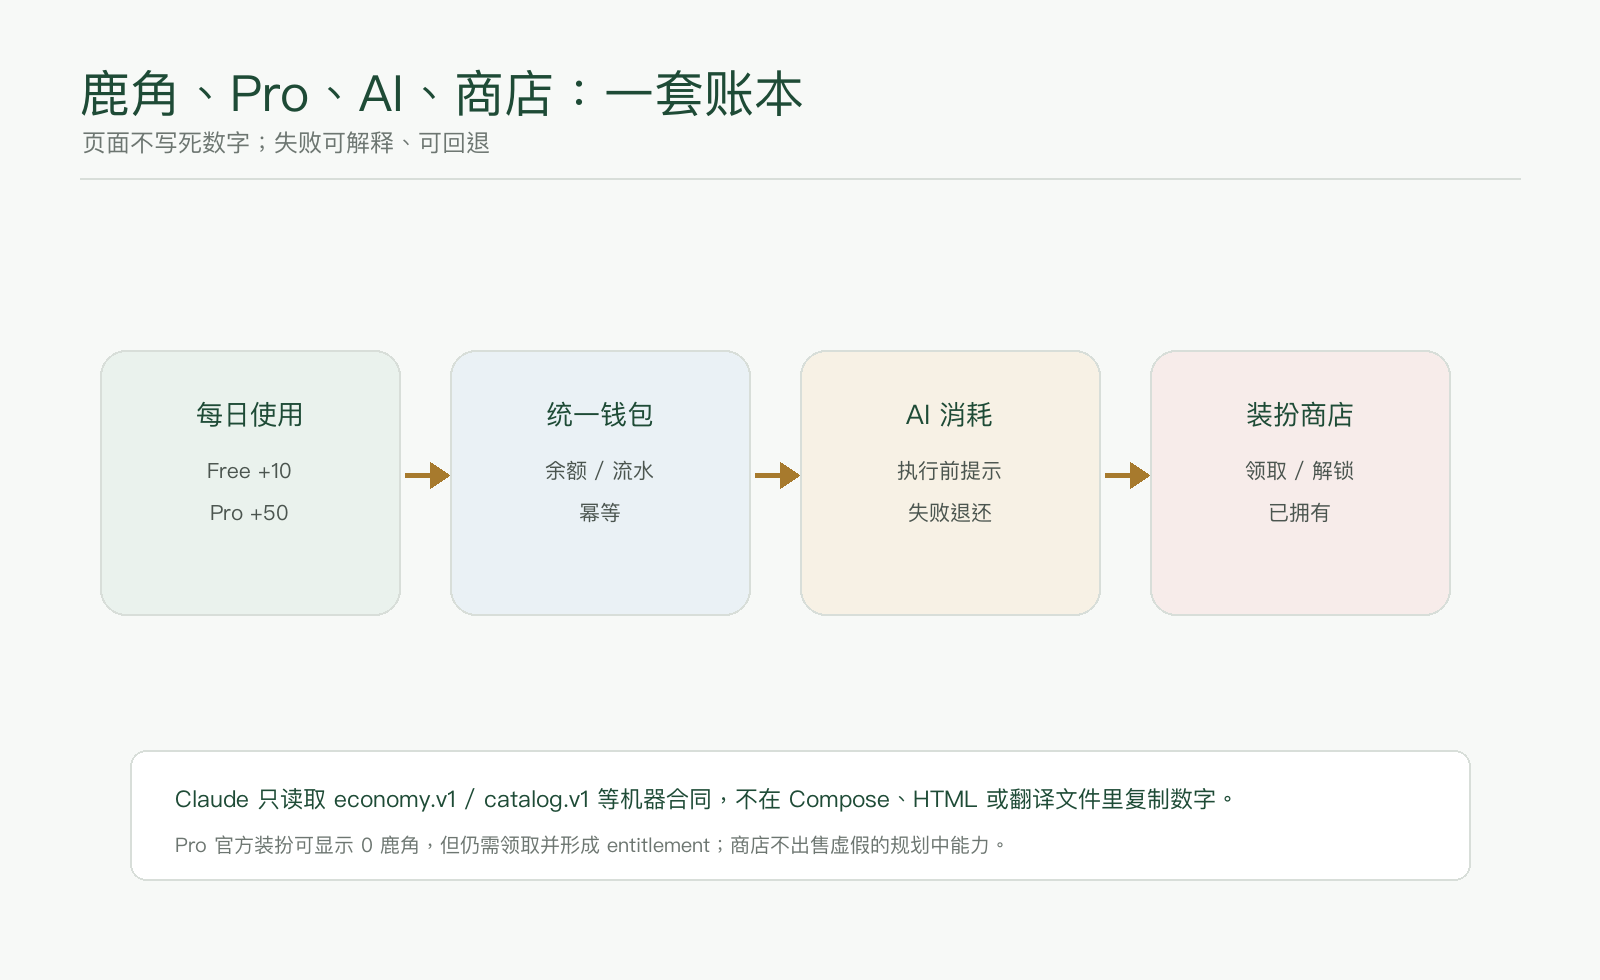 鹿角、Pro、AI、商店：一套账本
页面不写死数字；失败可解释、可回退
每日使用
Free +10
Pro +50
统一钱包
余额 / 流水
幂等
AI 消耗
执行前提示
失败退还
装扮商店
领取 / 解锁
已拥有
Claude 只读取 economy.v1 / catalog.v1 等机器合同，不在 Compose、HTML 或翻译文件里复制数字。
Pro 官方装扮可显示 0 鹿角，但仍需领取并形成 entitlement；商店不出售虚假的规划中能力。